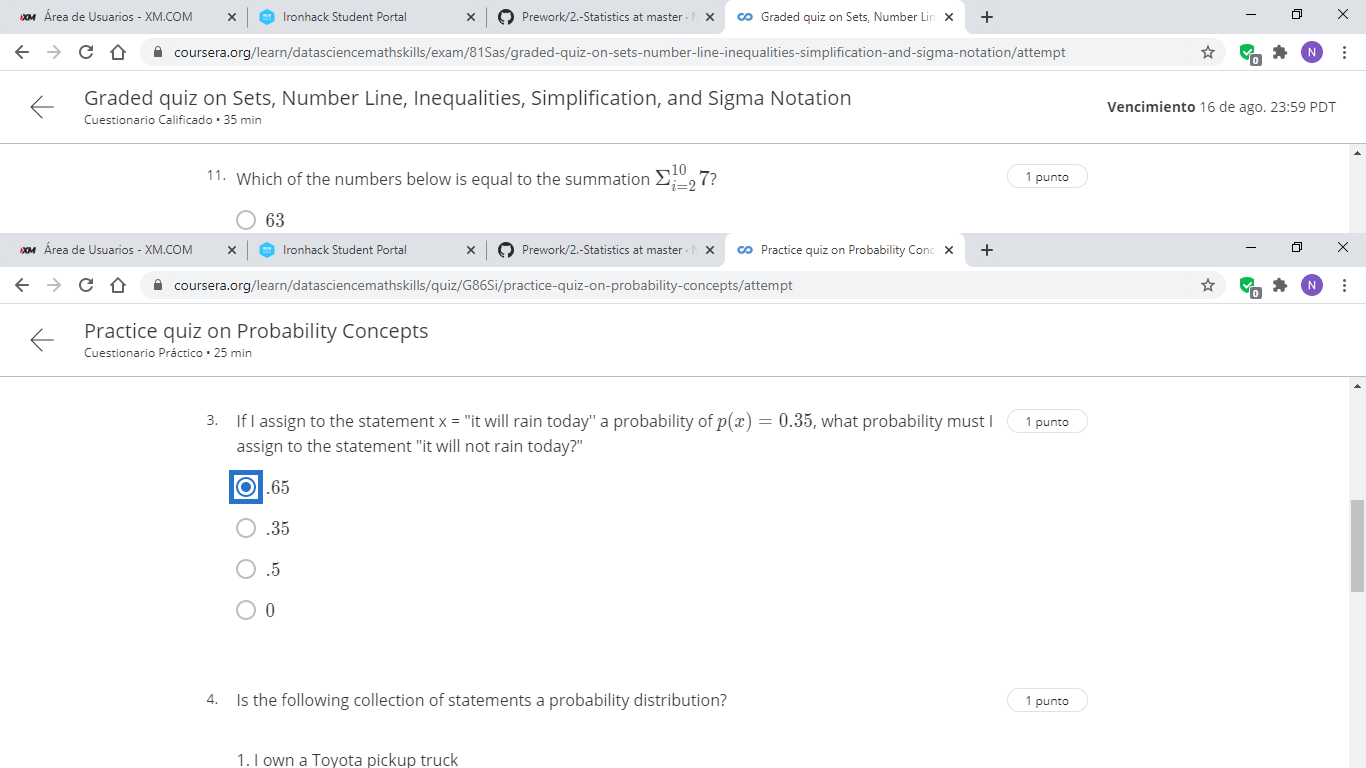 XM Área de Usuarios - XM.COM
Ironhack Student Portal
Prework/2.-Statistics at master ·
Graded quiz on Sets, Number Lin
coursera.org/learn/datasciencemathskills/exam/81Sas/graded-quiz-on-sets-number-line-inequalities-simplification-and-sigma-notation/attempt
0
N
Graded quiz on Sets, Number Line, Inequalities, Simplification, and Sigma Notation
Cuestionario Calificado • 35 min
Vencimiento 16 de ago. 23:59 PDT
11. Which of the numbers below is equal to the summation Σ_{i=2}^{10} 7?
1 punto
63
XM Área de Usuarios - XM.COM
Ironhack Student Portal
Prework/2.-Statistics at master ·
Practice quiz on Probability Conc
coursera.org/learn/datasciencemathskills/quiz/G86Si/practice-quiz-on-probability-concepts/attempt
0
N
Practice quiz on Probability Concepts
Cuestionario Práctico • 25 min
3. If I assign to the statement x = "it will rain today'' a probability of p(x) = 0.35, what probability must I
assign to the statement "it will not rain today?"
1 punto
.65
.35
.5
0
4. Is the following collection of statements a probability distribution?
1 punto
1. I own a Toyota pickup truck